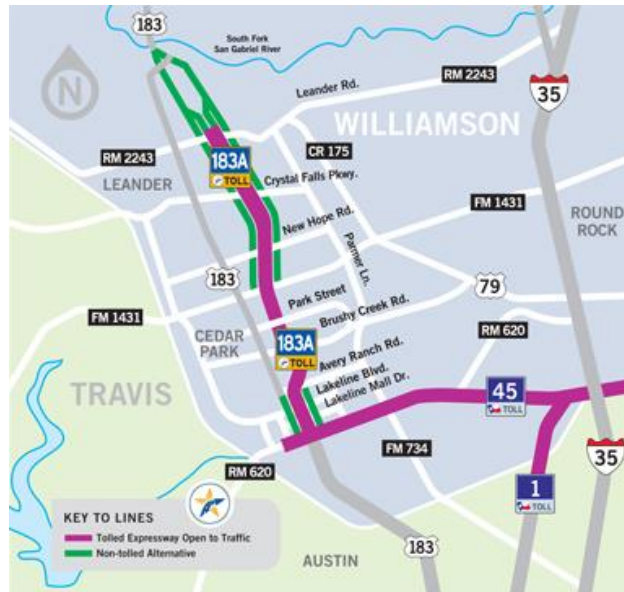 183
South Fork
San Gabriel River
RM 2243
35
Leander Rd.
WILLIAMSON
N
RM 2243
CR 175
183A
TOLL
LEANDER
Crystal Falls Pkwy.
FM 1431
ROUND
ROCK
New Hope Rd.
Parmer Ln.
183
79
Park Street
FM 1431
Brushy Creek Rd.
RM 620
CEDAR
PARK
183A
TOLL
Avery Ranch Rd.
TRAVIS
Lakeline Blvd.
Lakeline Mall Dr.
45
TOLL
FM 734
35
RM 620
1
TOLL
KEY TO LINES
Tolled Expressway Open to Traffic
Non-tolled Alternative
183
AUSTIN